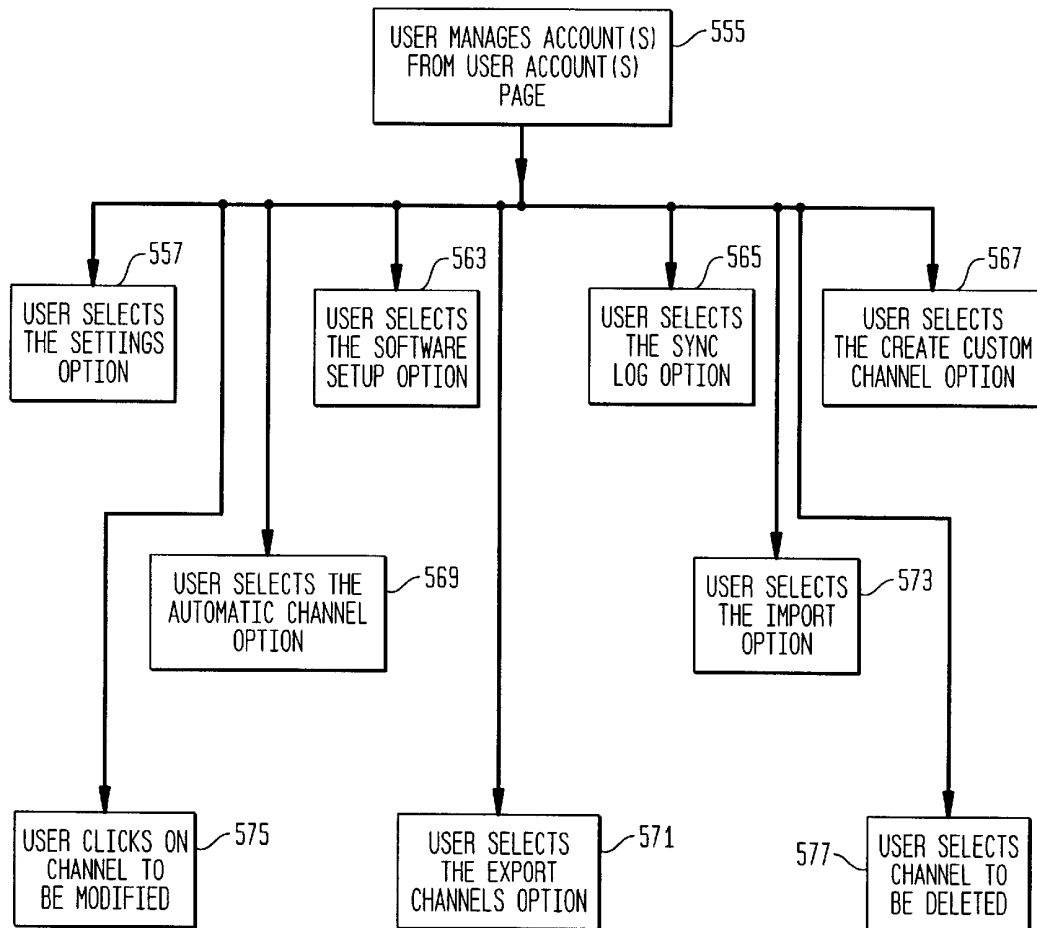 USER MANAGES ACCOUNT(S)
FROM USER ACCOUNT(S)
PAGE
555
557
USER SELECTS
THE SETTINGS
OPTION
563
USER SELECTS
THE SOFTWARE
SETUP OPTION
565
USER SELECTS
THE SYNC
LOG OPTION
567
USER SELECTS
THE CREATE CUSTOM
CHANNEL OPTION
USER SELECTS THE
AUTOMATIC CHANNEL
OPTION
569
USER SELECTS
THE IMPORT
OPTION
573
USER CLICKS ON
CHANNEL TO
BE MODIFIED
575
USER SELECTS
THE EXPORT
CHANNELS OPTION
571
577
USER SELECTS
CHANNEL TO
BE DELETED